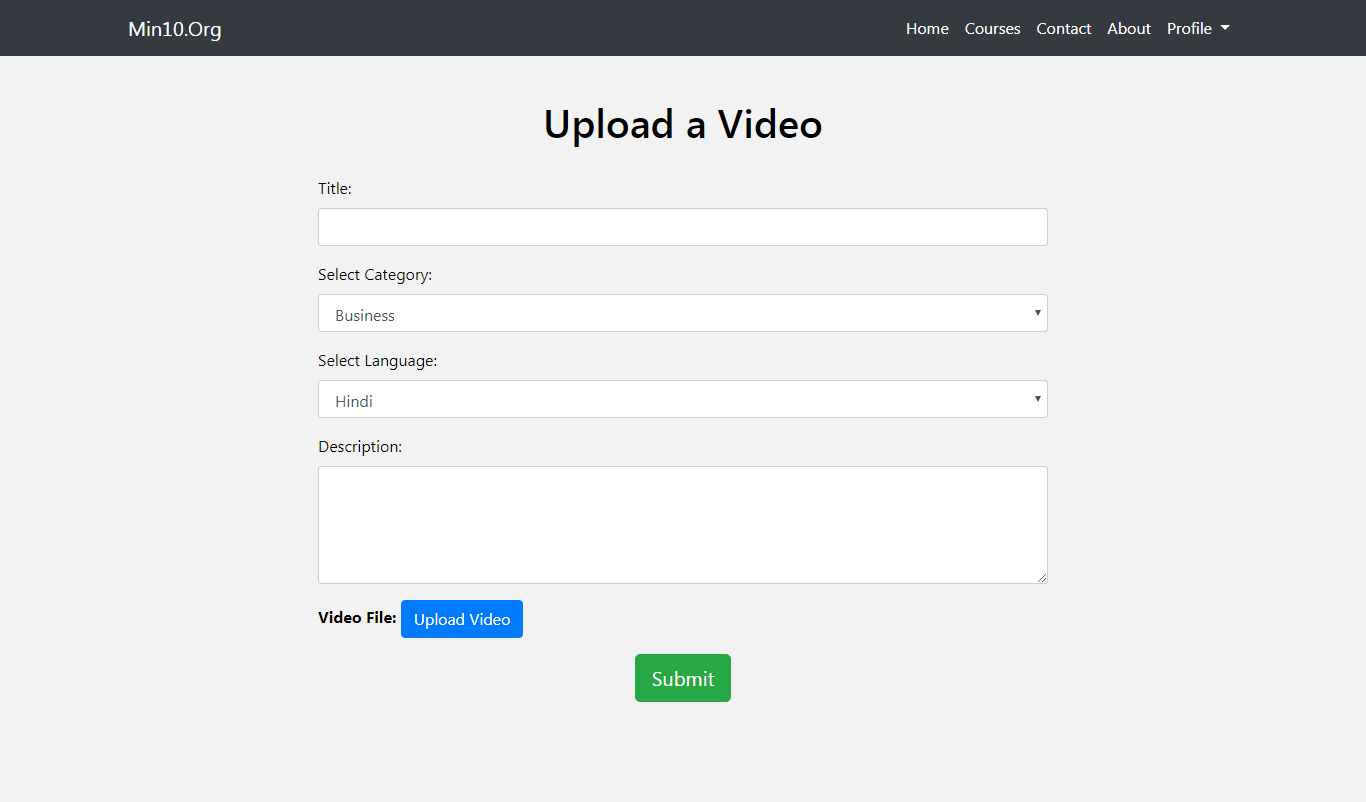 Min10.Org Home Courses Contact About Profile
Upload a Video
Title:
Select Category:
Business
Select Language:
Hindi
Description:
Video File: Upload Video
Submit